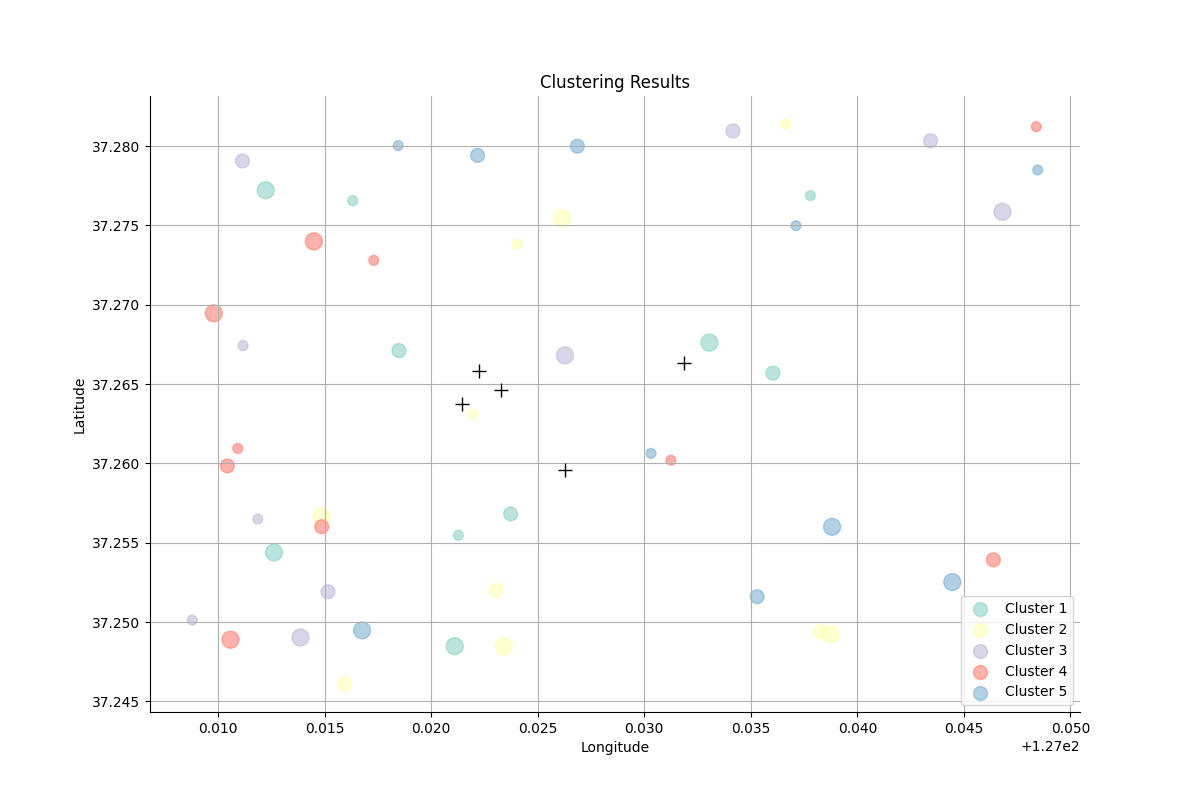 Clustering Results
37.280
37.275
37.270
37.265
37.260
37.255
37.250
37.245
Latitude
0.010 0.015 0.020 0.025 0.030 0.035 0.040 0.045 0.050
Longitude
+1.27e2
Cluster 1
Cluster 2
Cluster 3
Cluster 4
Cluster 5